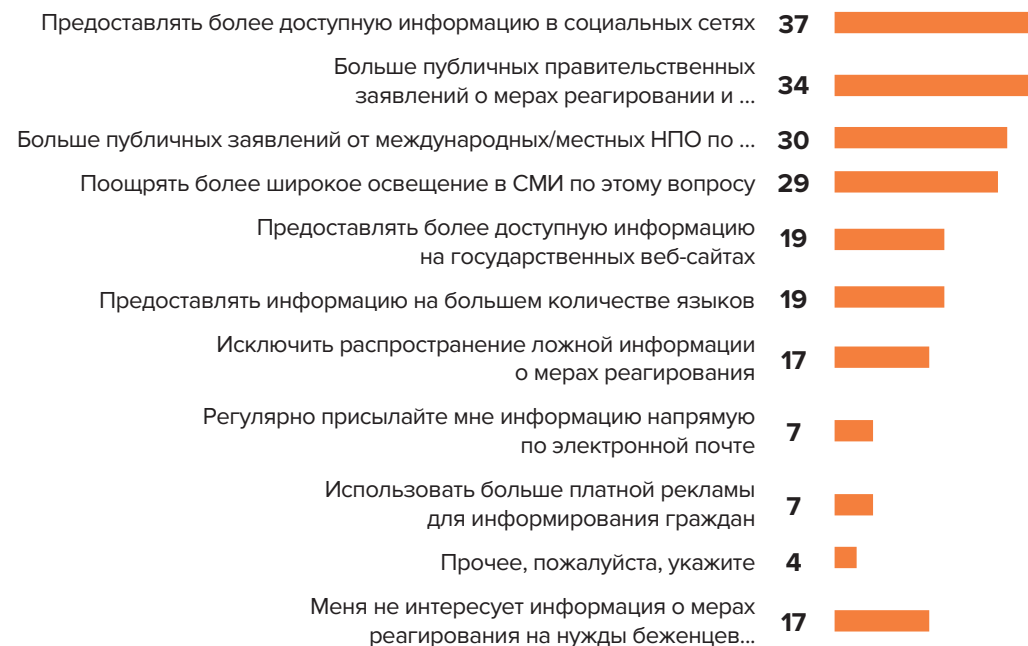 Предоставлять более доступную информацию в социальных сетях 37
Больше публичных правительственных
заявлений о мерах реагировании и ... 34
Больше публичных заявлений от международных/местных НПО по ... 30
Поощрять более широкое освещение в СМИ по этому вопросу 29
Предоставлять более доступную информацию
на государственных веб-сайтах 19
Предоставлять информацию на большем количестве языков 19
Исключить распространение ложной информации
о мерах реагирования 17
Регулярно присылайте мне информацию напрямую
по электронной почте 7
Использовать больше платной рекламы
для информирования граждан 7
Прочее, пожалуйста, укажите 4
Меня не интересует информация о мерах
реагирования на нужды беженцев... 17